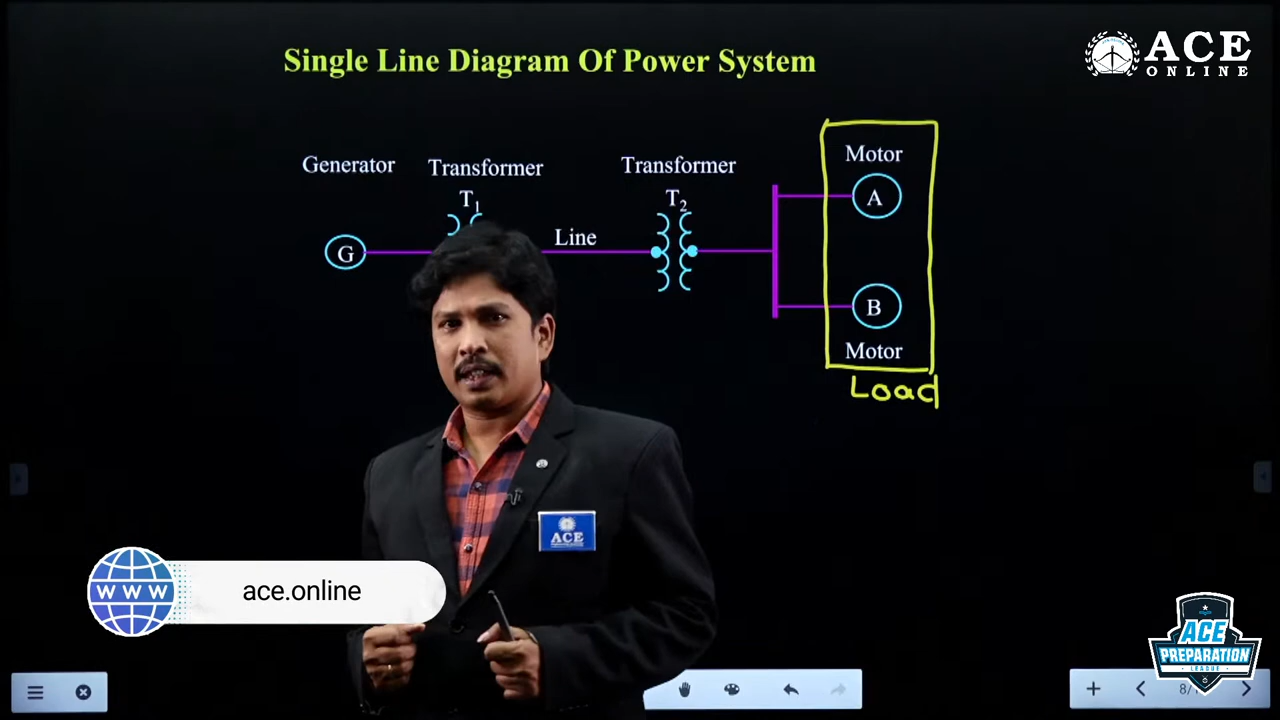 Single Line Diagram Of Power System
ACE
ONLINE
Generator
Transformer
T1
Transformer
T2
Motor
A
G
Line
B
Motor
Load
ACE
WWW
ace.online
ACE
PREPARATION
LEAGUE